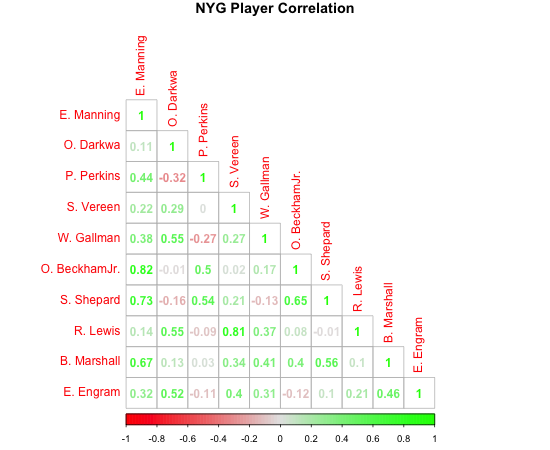 NYG Player Correlation
E. Manning
O. Darkwa
P. Perkins
S. Vereen
W. Gallman
O. BeckhamJr.
S. Shepard
R. Lewis
B. Marshall
E. Engram
E. Manning 1
O. Darkwa 0.11 1
P. Perkins 0.44 -0.32 1
S. Vereen 0.22 0.29 0 1
W. Gallman 0.38 0.55 -0.27 0.27 1
O. BeckhamJr. 0.82 -0.01 0.5 0.02 0.17 1
S. Shepard 0.73 -0.16 0.54 0.21 -0.13 0.65 1
R. Lewis 0.14 0.55 -0.09 0.81 0.37 0.08 -0.01 1
B. Marshall 0.67 0.13 0.03 0.34 0.41 0.4 0.56 0.1 1
E. Engram 0.32 0.52 -0.11 0.4 0.31 -0.12 0.1 0.21 0.46 1
-1 -0.8 -0.6 -0.4 -0.2 0 0.2 0.4 0.6 0.8 1